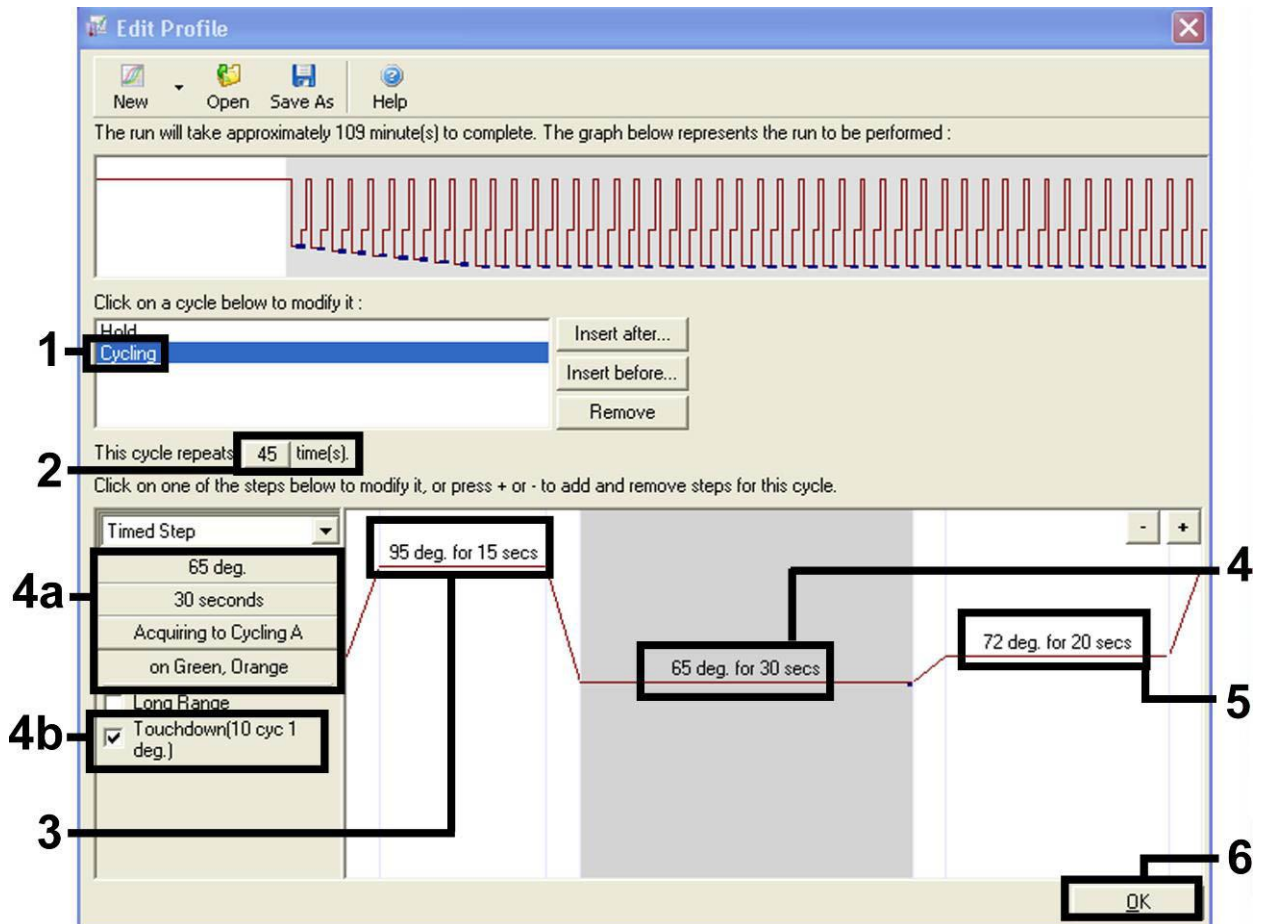 Edit Profile
New Open Save As Help
The run will take approximately 109 minute(s) to complete. The graph below represents the run to be performed :
Click on a cycle below to modify it :
Hold
1 Cycling
Insert after...
Insert before...
Remove
2 This cycle repeats 45 time(s).
Click on one of the steps below to modify it, or press + or - to add and remove steps for this cycle.
Timed Step
- +
95 deg. for 15 secs
4
4a 65 deg.
30 seconds
Acquiring to Cycling A
on Green, Orange
65 deg. for 30 secs
72 deg. for 20 secs
5
Long Range
4b Touchdown(10 cyc 1
deg.)
3
6
OK